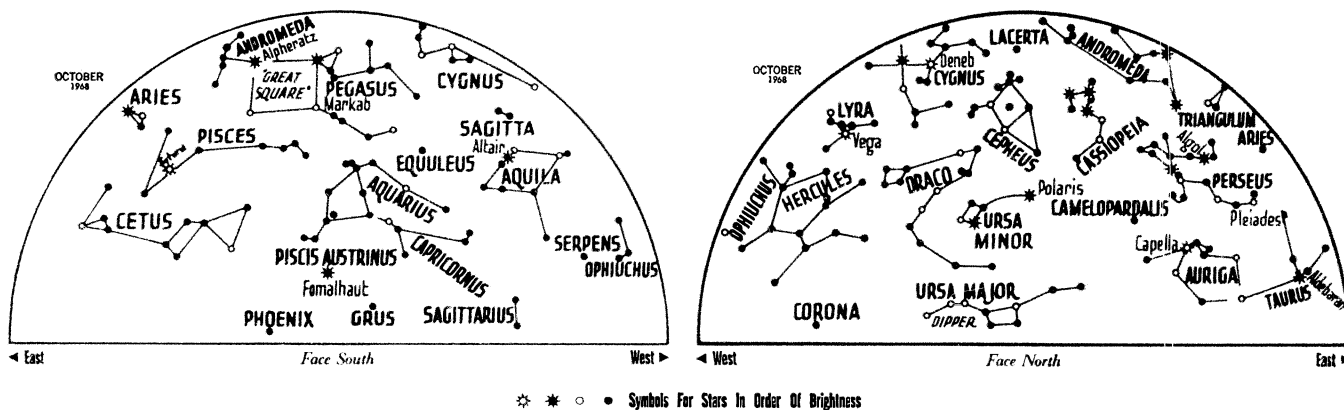 OCTOBER
1968
ANDROMEDA
Alpheratz
"GREAT
SQUARE"
PEGASUS
Markab
CYGNUS
ARIES
PISCES
SAGITTA
Altair
EQUULEUS
AQUILA
AQUARIUS
CETUS
PISCIS AUSTRINUS
Fomalhaut
CAPRICORNUS
SERPENS
OPHIUCHUS
PHOENIX
GRUS
SAGITTARIUS
◄ East
Face South
West ►
OCTOBER
1968
LACERTA
ANDROMEDA
Deneb
CYGNUS
LYRA
Vega
CEPHEUS
CASSIOPEIA
TRIANGULUM
ARIES
Algol
OPHIUCHUS
HERCULES
DRACO
Polaris
URSA
MINOR
CAMELOPARDALIS
PERSEUS
Pleiades
Capella
AURIGA
TAURUS
Aldebaran
CORONA
URSA MAJOR
DIPPER
◄ West
Face North
East ►
Symbols For Stars In Order Of Brightness